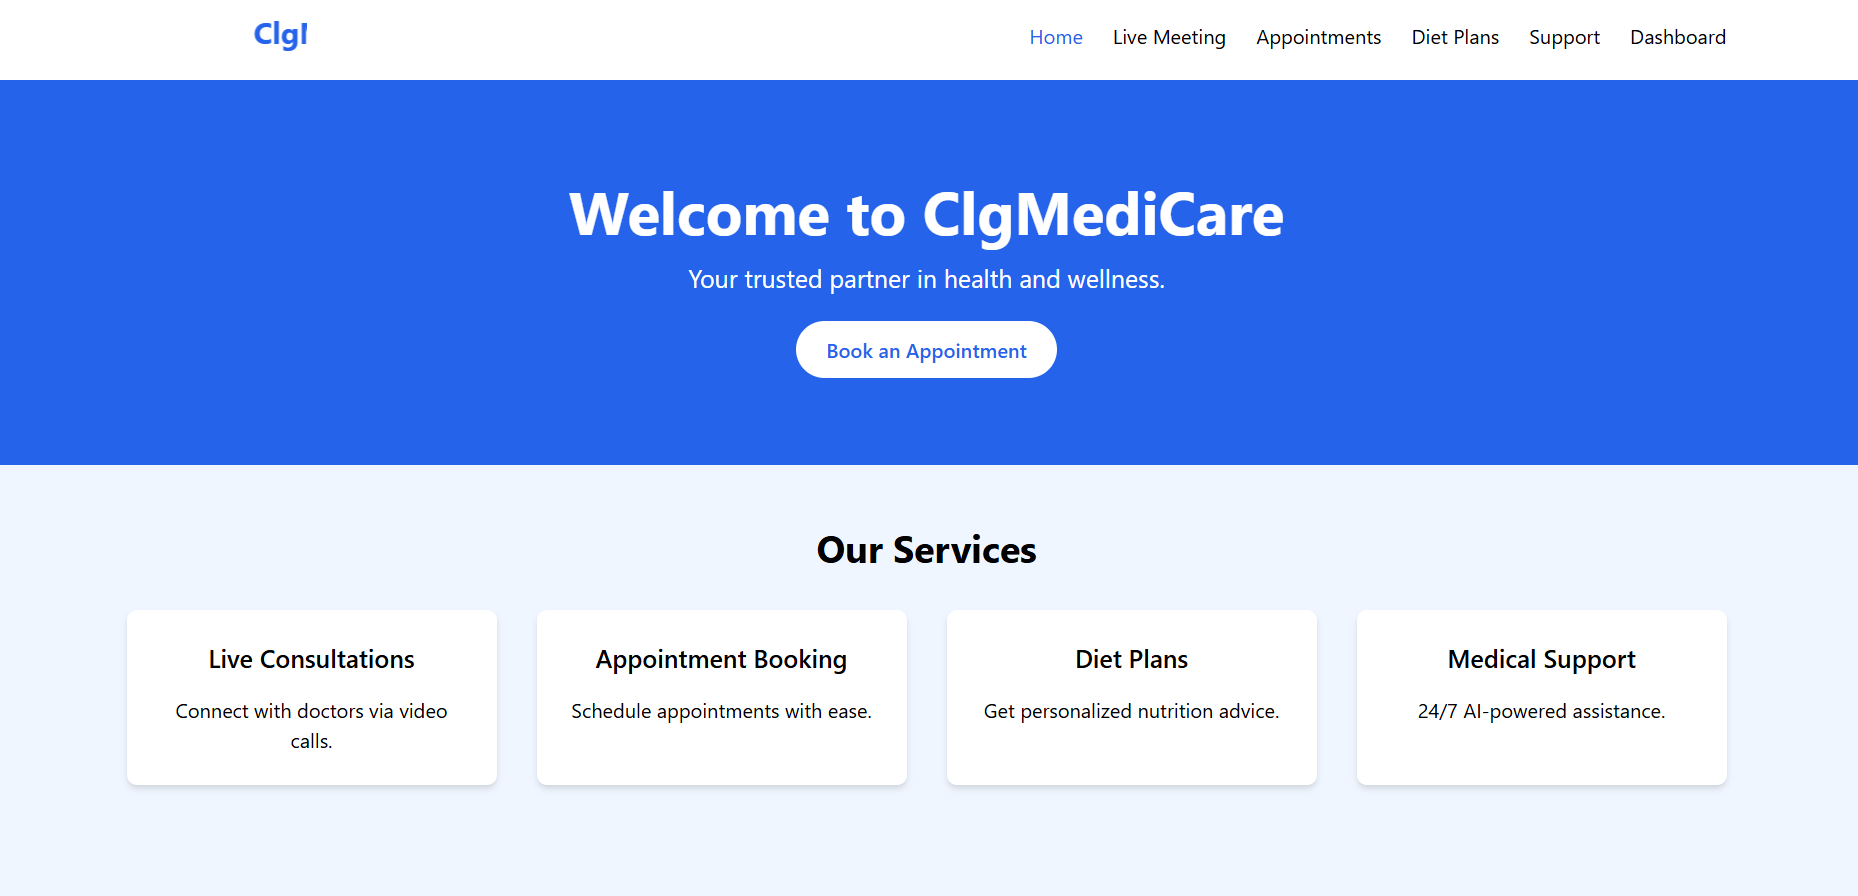 Clg
Home Live Meeting Appointments Diet Plans Support Dashboard
Welcome to ClgMediCare
Your trusted partner in health and wellness.
Book an Appointment
Our Services
Live Consultations
Connect with doctors via video
calls.
Appointment Booking
Schedule appointments with ease.
Diet Plans
Get personalized nutrition advice.
Medical Support
24/7 AI-powered assistance.